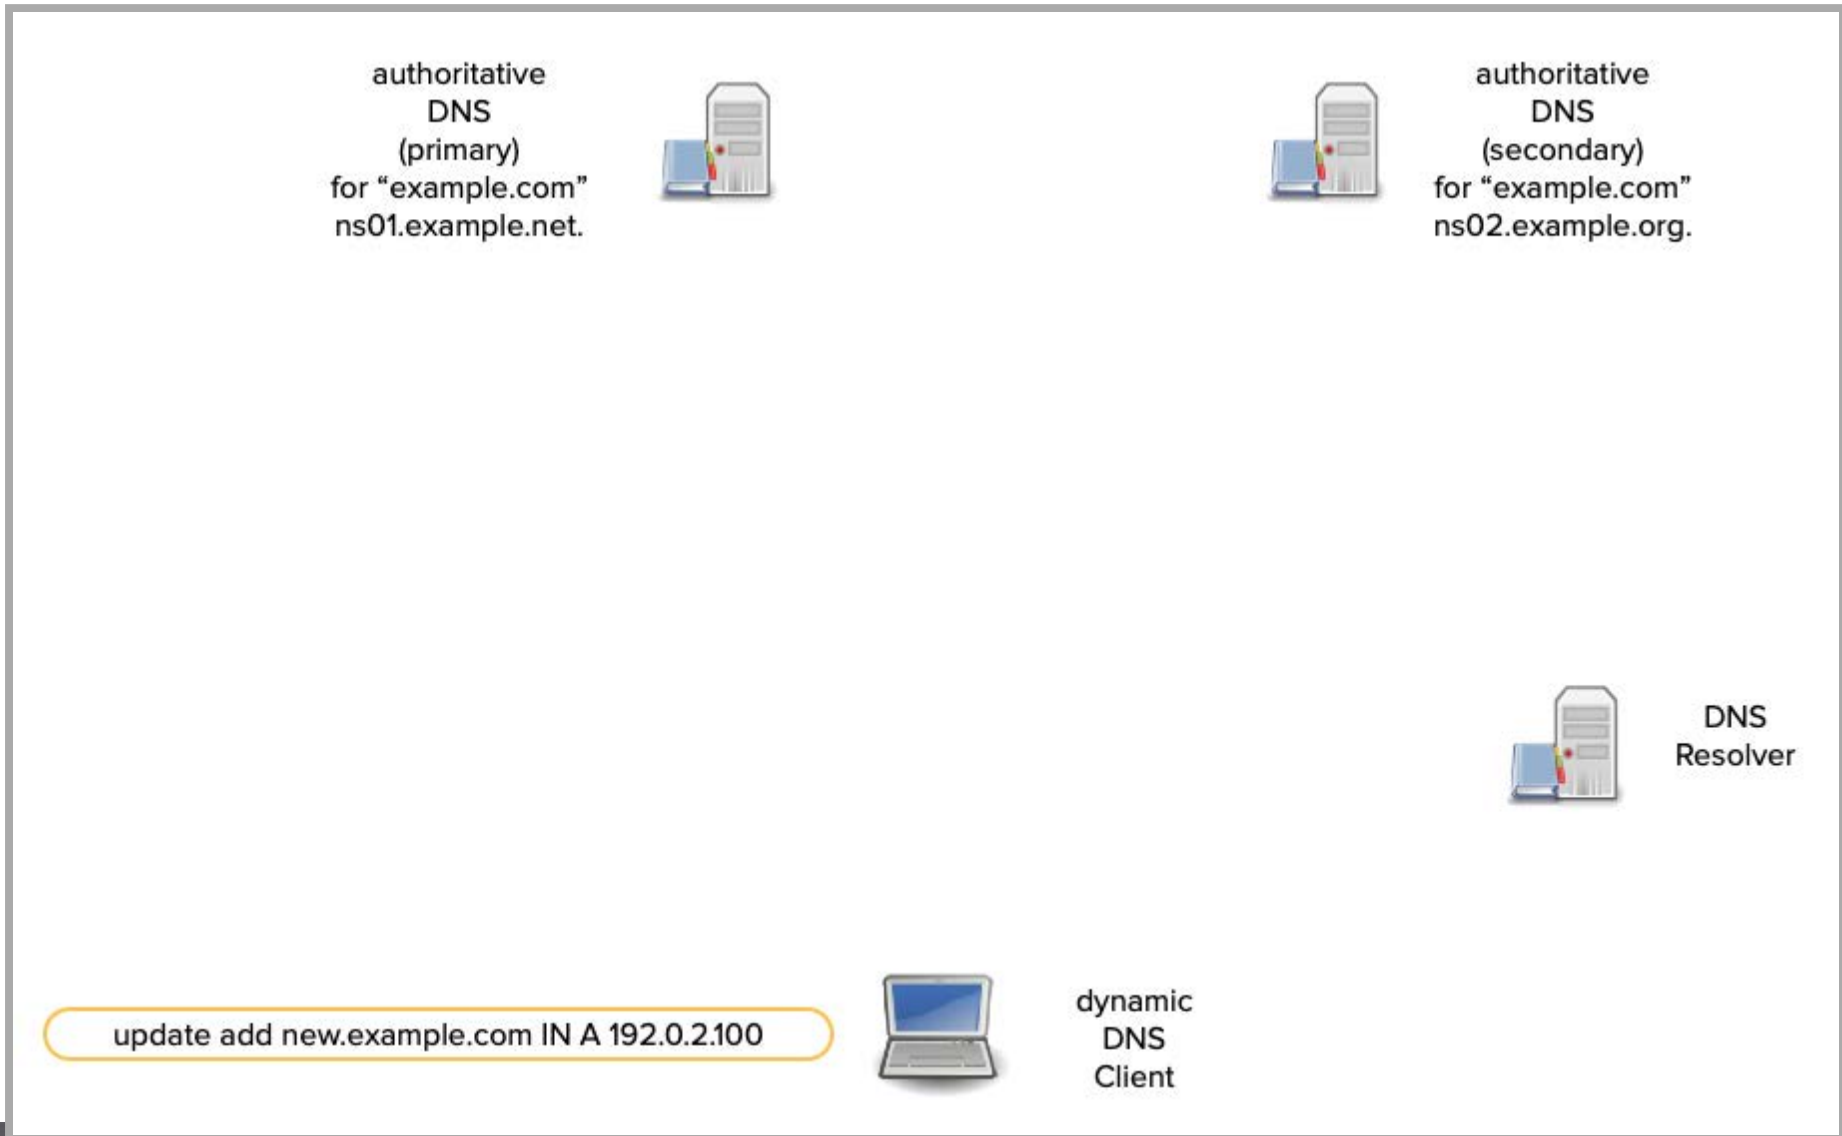 authoritative
DNS
(primary)
for “example.com”
ns01.example.net.
authoritative
DNS
(secondary)
for “example.com”
ns02.example.org.
DNS
Resolver
update add new.example.com IN A 192.0.2.100
dynamic
DNS
Client